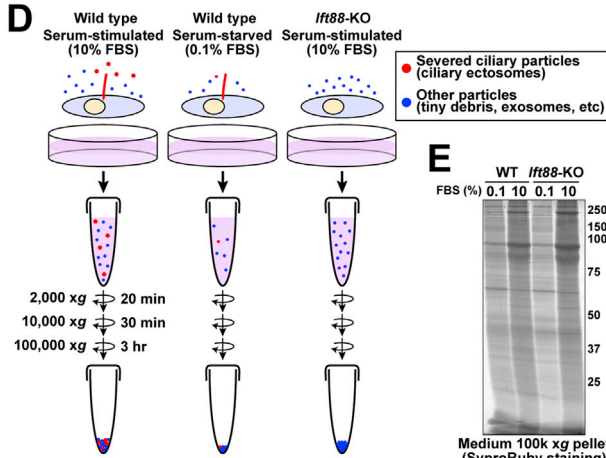 D
Wild type
Serum-stimulated
(10% FBS)
Wild type
Serum-starved
(0.1% FBS)
Ift88-KO
Serum-stimulated
(10% FBS)
Severed ciliary particles
(ciliary ectosomes)
Other particles
(tiny debris, exosomes, etc)
E
WT Ift88-KO
FBS (%) 0.1 10 0.1 10
250
150
100
75
50
37
25
2,000 xg 20 min
10,000 xg 30 min
100,000 xg 3 hr
Medium 100k xg pelle
(SyproRuby staining)